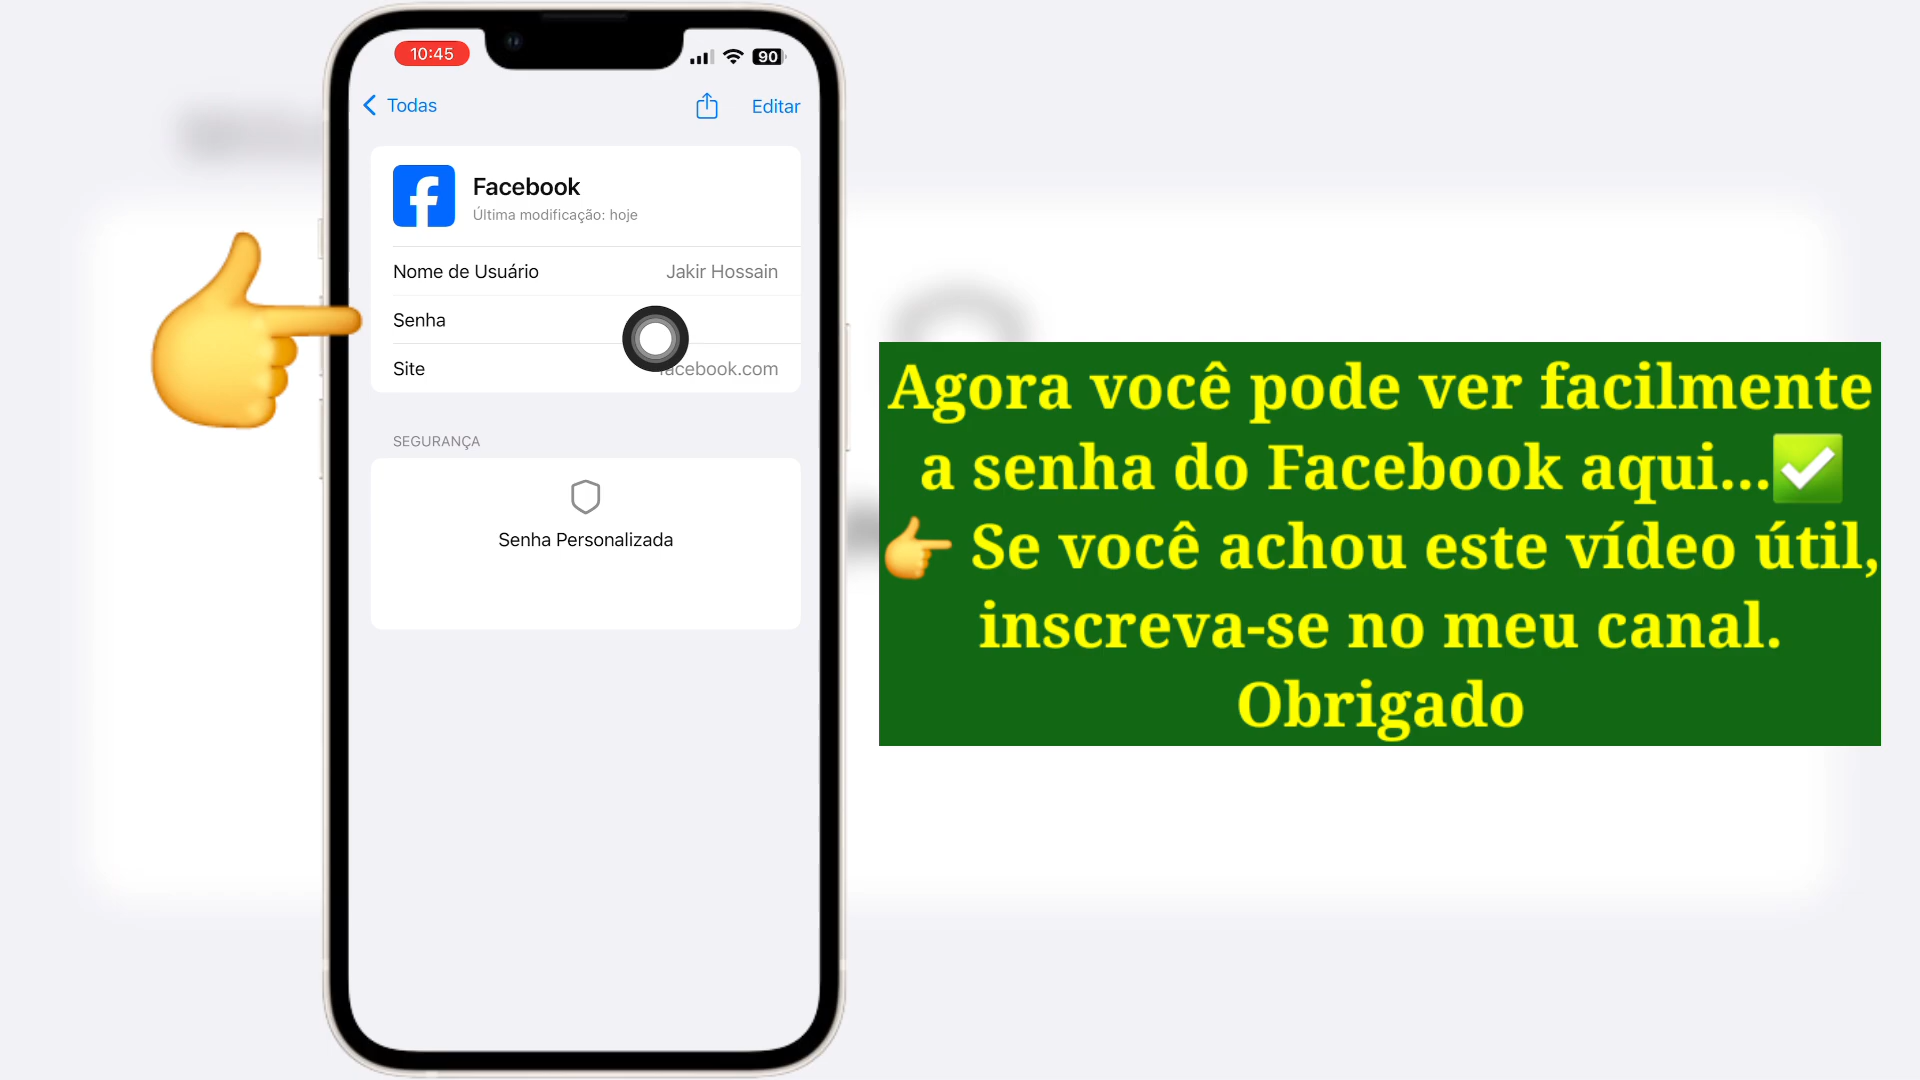 10:45
90
Todas
Editar
Facebook
Última modificação: hoje
Nome de Usuário
Jakir Hossain
Senha
Site
facebook.com
SEGURANÇA
Senha Personalizada
Agora você pode ver facilmente
a senha do Facebook aqui...✅
👉 Se você achou este vídeo útil,
inscreva-se no meu canal.
Obrigado